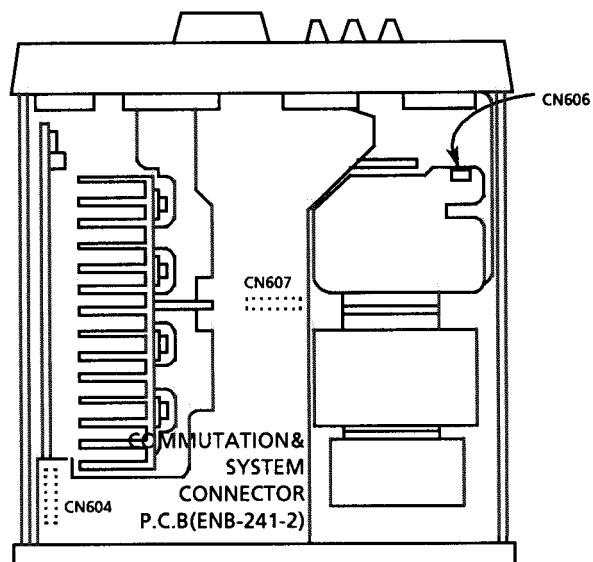 CN606
CN607
COMMUTATION&
SYSTEM
CONNECTOR
P.C.B(ENB-241-2)
CN604